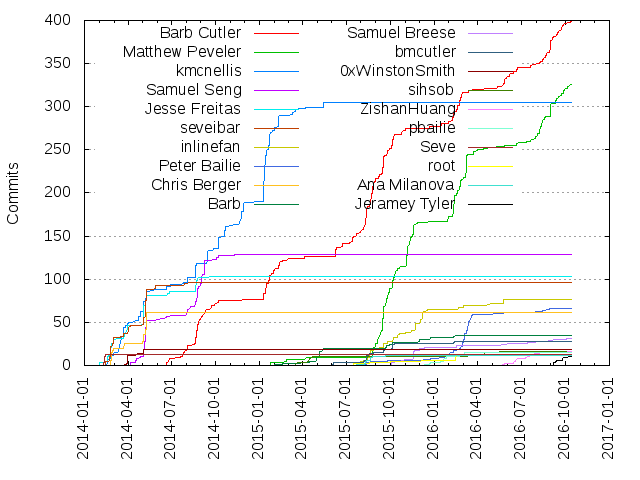 400
350
300
250
200
150
100
50
0
Commits
Barb Cutler
Matthew Peveler
kmcnellis
Samuel Seng
Jesse Freitas
seveibar
inlinefan
Peter Bailie
Chris Berger
Barb
Samuel Breese
bmcutler
0xWinstonSmith
sihsob
ZishanHuang
pbailie
Seve
root
Ana Milanova
Jeramey Tyler
2014-01-01
2014-04-01
2014-07-01
2014-10-01
2015-01-01
2015-04-01
2015-07-01
2015-10-01
2016-01-01
2016-04-01
2016-07-01
2016-10-01
2017-01-01